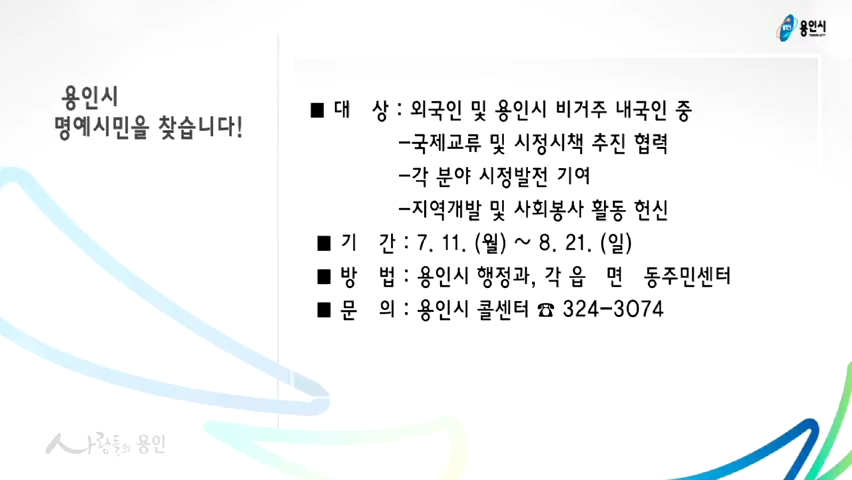 용인시
용인시
명예시민을 찾습니다!
■ 대 상 : 외국인 및 용인시 비거주 내국인 중
-국제교류 및 시정시책 추진 협력
-각 분야 시정발전 기여
-지역개발 및 사회봉사 활동 헌신
■ 기 간 : 7. 11. (월) ~ 8. 21. (일)
■ 방 법 : 용인시 행정과, 각 읍 면 동주민센터
■ 문 의 : 용인시 콜센터 ☎ 324-3074
사람들의 용인